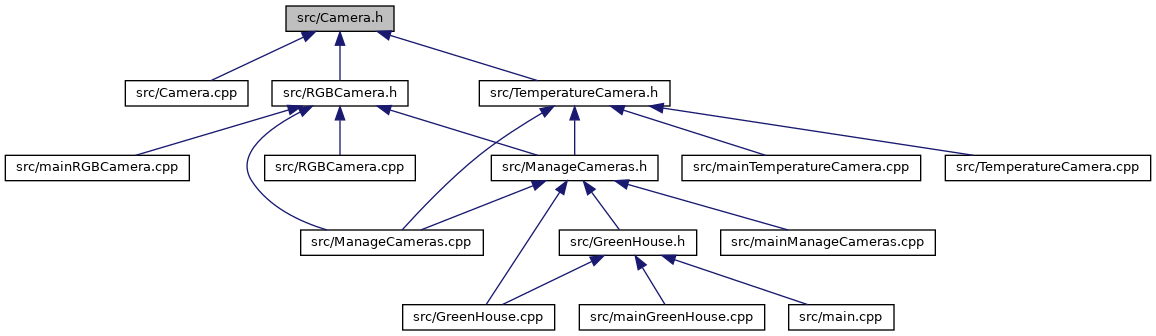 src/Camera.h
src/Camera.cpp
src/RGBCamera.h
src/TemperatureCamera.h
src/mainRGBCamera.cpp
src/RGBCamera.cpp
src/ManageCameras.h
src/mainTemperatureCamera.cpp
src/TemperatureCamera.cpp
src/ManageCameras.cpp
src/GreenHouse.h
src/mainManageCameras.cpp
src/GreenHouse.cpp
src/mainGreenHouse.cpp
src/main.cpp